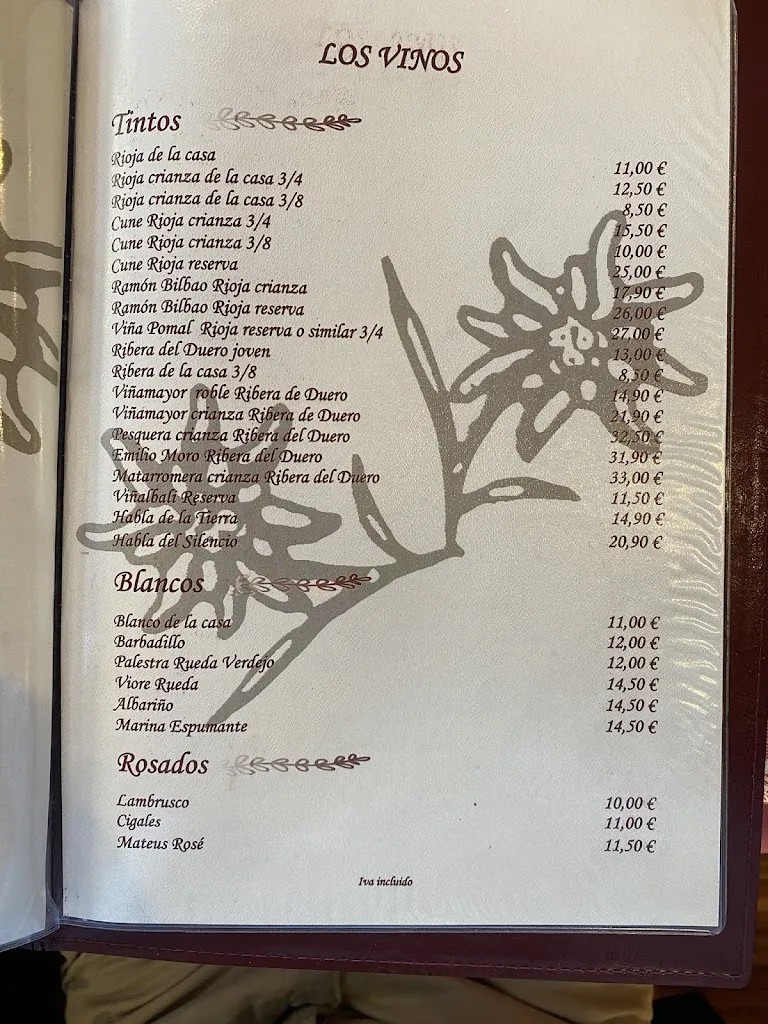 LOS VINOS
Tintos
Rioja de la casa 11,00 €
Rioja crianza de la casa 3/4 12,50 €
Rioja crianza de la casa 3/8 8,50 €
Cune Rioja crianza 3/4 15,50 €
Cune Rioja crianza 3/8 10,00 €
Cune Rioja reserva 25,00 €
Ramón Bilbao Rioja crianza 17,90 €
Ramón Bilbao Rioja reserva 26,00 €
Viña Pomal Rioja reserva o similar 3/4 27,00 €
Ribera del Duero joven 13,00 €
Ribera de la casa 3/8 8,50 €
Viñamayor roble Ribera de Duero 14,90 €
Viñamayor crianza Ribera de Duero 21,90 €
Pesquera crianza Ribera del Duero 32,50 €
Emilio Moro Ribera del Duero 31,90 €
Matarromera crianza Ribera del Duero 33,00 €
Viñalbali Reserva 11,50 €
Habla de la Tierra 14,90 €
Habla del Silencio 20,90 €
Blancos
Blanco de la casa 11,00 €
Barbadillo 12,00 €
Palestra Rueda Verdejo 12,00 €
Viore Rueda 14,50 €
Albariño 14,50 €
Marina Espumante 14,50 €
Rosados
Lambrusco 10,00 €
Cigales 11,00 €
Mateus Rosé 11,50 €
Iva incluido